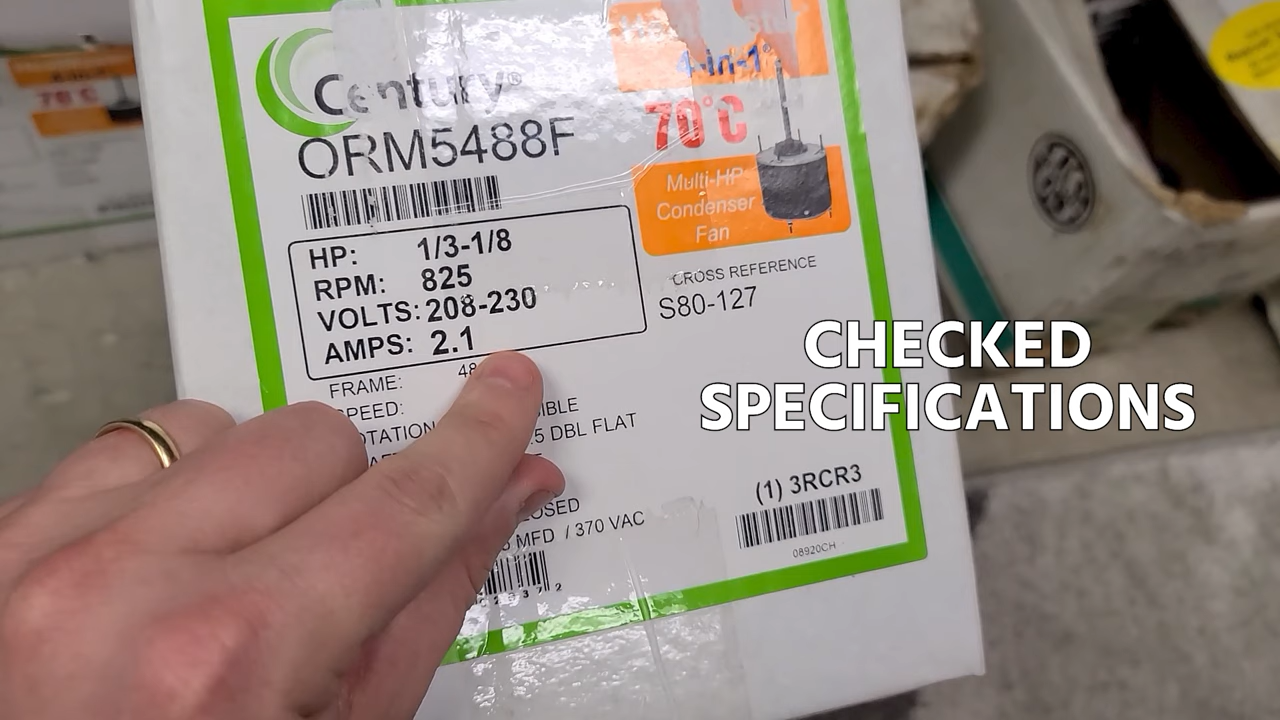 Century®
ORM5488F
4-in-1®
70°C
Multi-HP
Condenser
Fan
HP: 1/3-1/8
RPM: 825
VOLTS: 208-230
AMPS: 2.1
CROSS REFERENCE
S80-127
FRAME: 48
SPEED:
DBL FLAT
MFD / 370 VAC
(1) 3RCR3
08920CH
CHECKED
SPECIFICATIONS
70°C